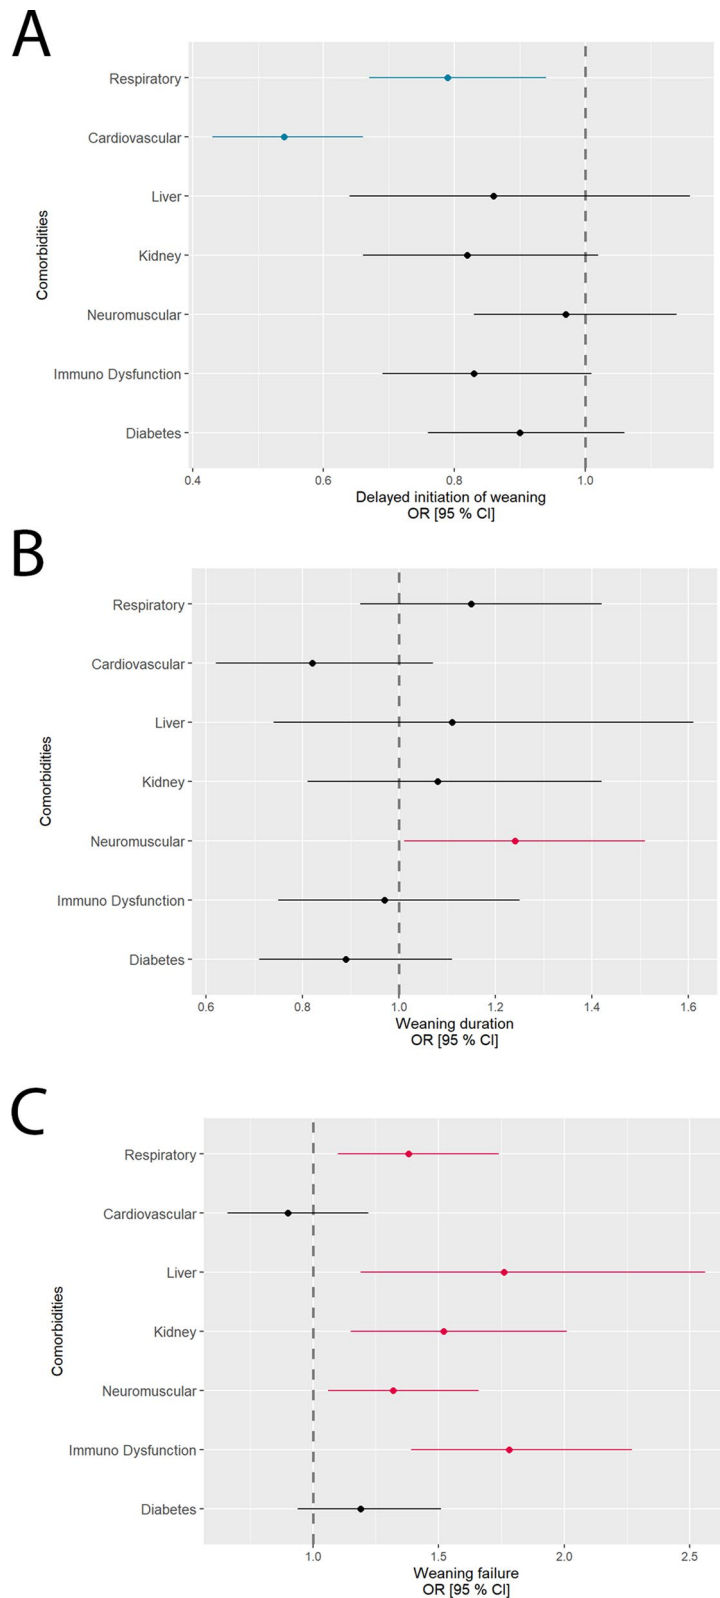 A
Comorbidities
Respiratory
Cardiovascular
Liver
Kidney
Neuromuscular
Immuno Dysfunction
Diabetes
0.4 0.6 0.8 1.0
Delayed initiation of weaning
OR [95 % CI]
B
Comorbidities
Respiratory
Cardiovascular
Liver
Kidney
Neuromuscular
Immuno Dysfunction
Diabetes
0.6 0.8 1.0 1.2 1.4 1.6
Weaning duration
OR [95 % CI]
C
Comorbidities
Respiratory
Cardiovascular
Liver
Kidney
Neuromuscular
Immuno Dysfunction
Diabetes
1.0 1.5 2.0 2.5
Weaning failure
OR [95 % CI]